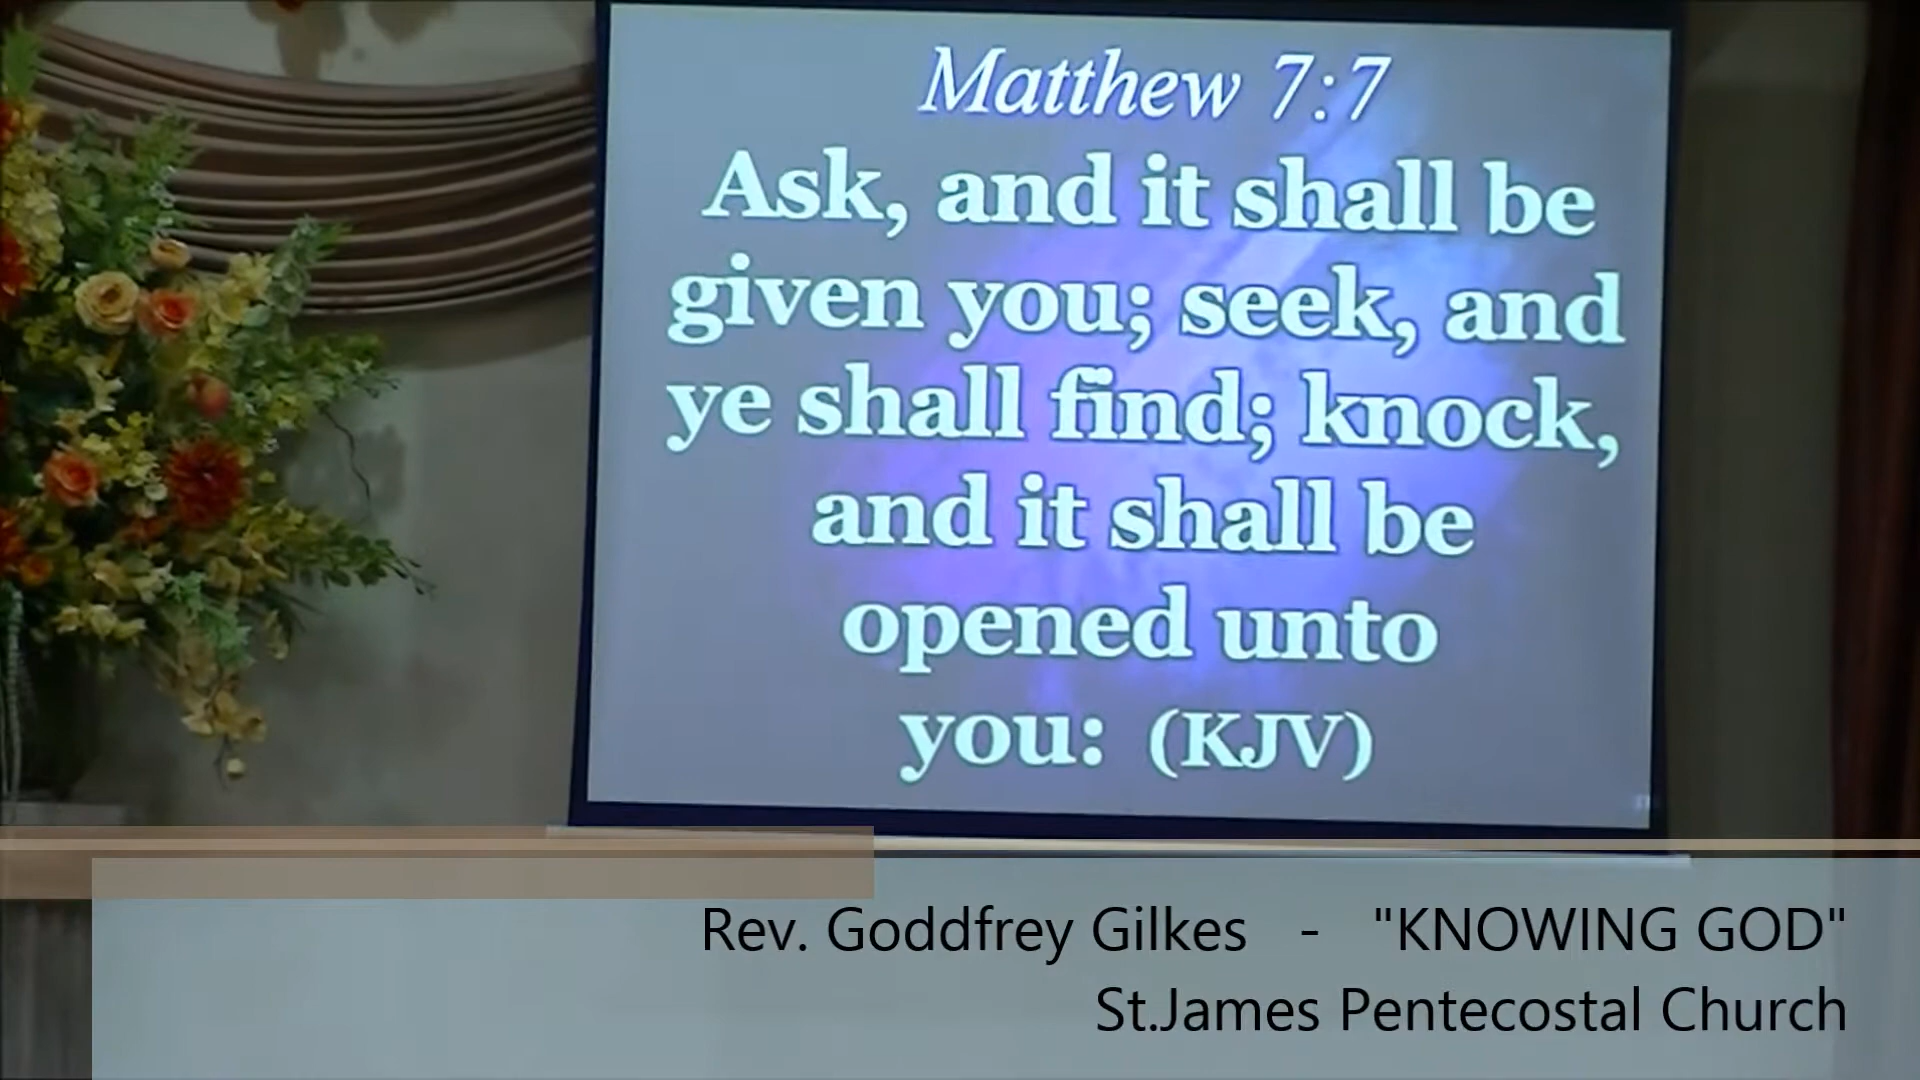 Matthew 7:7
Ask, and it shall be
given you; seek, and
ye shall find; knock,
and it shall be
opened unto
you: (KJV)
Rev. Goddfrey Gilkes - "KNOWING GOD"
St.James Pentecostal Church